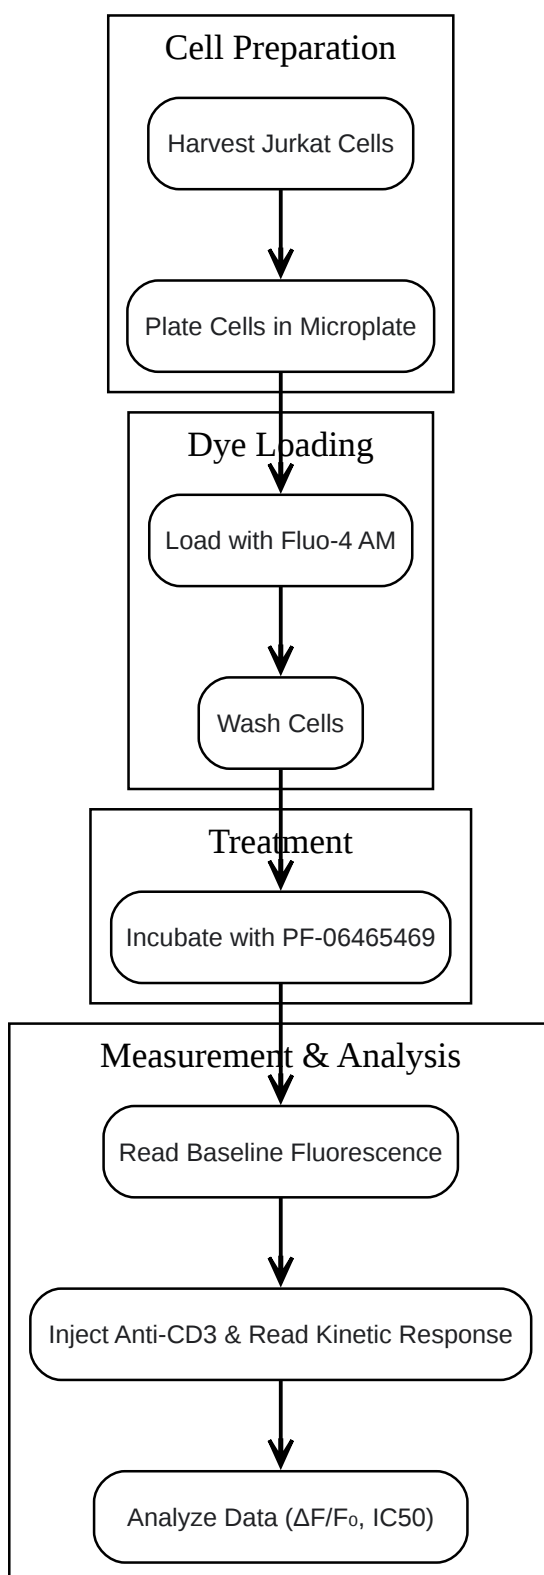 Cell Preparation
Harvest Jurkat Cells
Plate Cells in Microplate
Dye Loading
Load with Fluo-4 AM
Wash Cells
Treatment
Incubate with PF-06465469
Measurement & Analysis
Read Baseline Fluorescence
Inject Anti-CD3 & Read Kinetic Response
Analyze Data (ΔF/F₀, IC50)